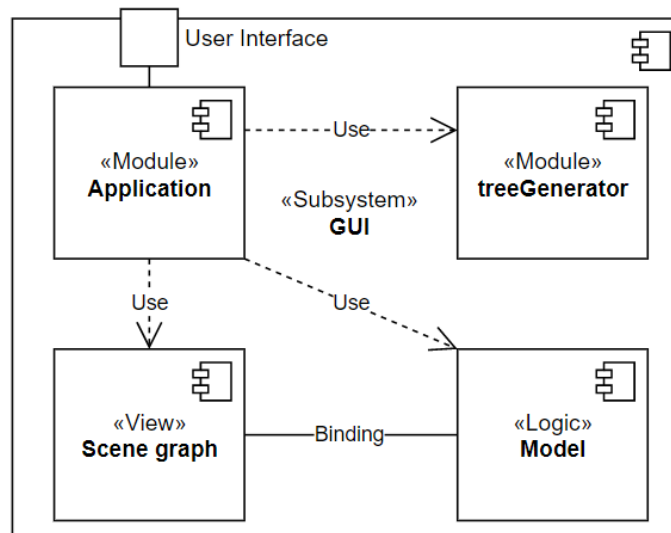 User Interface
«Module»
Application
Use
«Module»
treeGenerator
«Subsystem»
GUI
Use
Use
«View»
Scene graph
Binding
«Logic»
Model